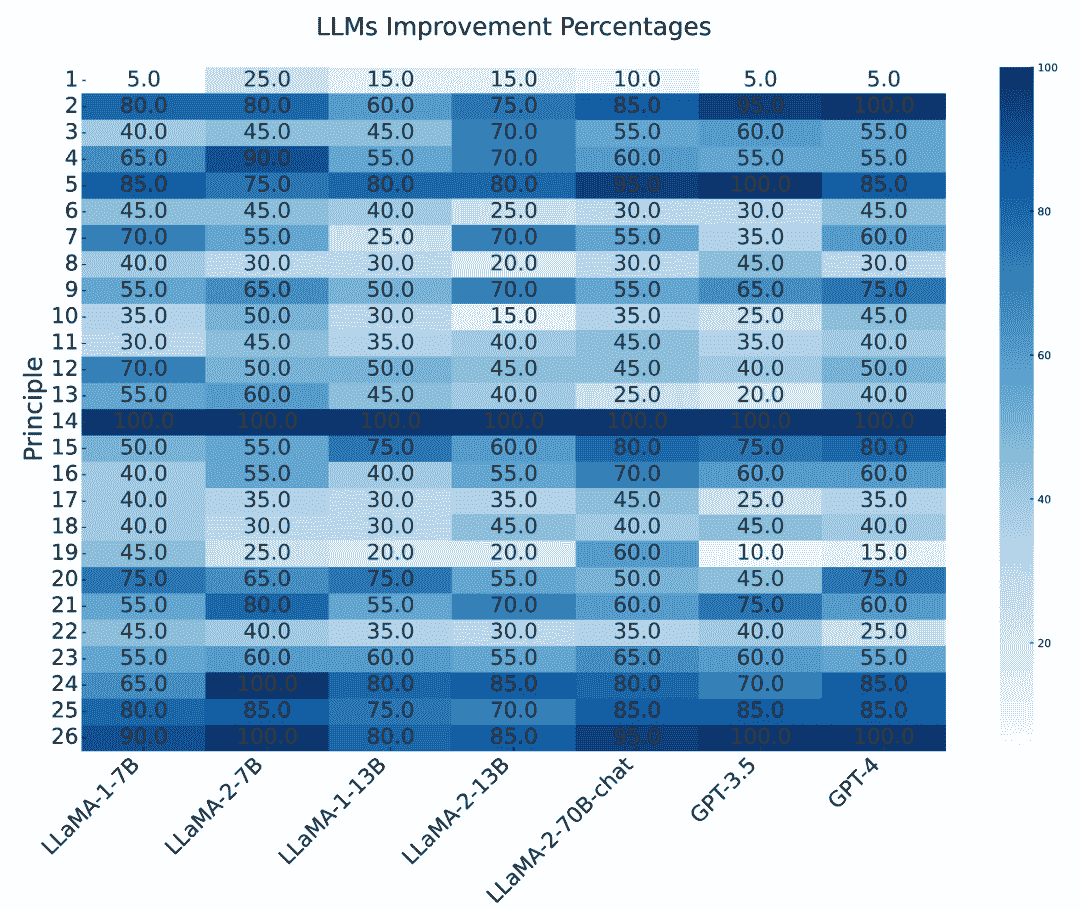 LLMs Improvement Percentages
1 5.0 25.0 15.0 15.0 10.0 5.0 5.0
2 80.0 80.0 60.0 75.0 85.0 95.0 100.0
3 40.0 45.0 45.0 70.0 55.0 60.0 55.0
4 65.0 90.0 55.0 70.0 60.0 55.0 55.0
5 85.0 75.0 80.0 80.0 95.0 100.0 85.0
6 45.0 45.0 40.0 25.0 30.0 30.0 45.0
7 70.0 55.0 25.0 70.0 55.0 35.0 60.0
8 40.0 30.0 30.0 20.0 30.0 45.0 30.0
9 55.0 65.0 50.0 70.0 55.0 65.0 75.0
10 35.0 50.0 30.0 15.0 35.0 25.0 45.0
11 30.0 45.0 35.0 40.0 45.0 35.0 40.0
12 70.0 50.0 50.0 45.0 45.0 40.0 50.0
13 55.0 60.0 45.0 40.0 25.0 20.0 40.0
14 100.0 100.0 100.0 100.0 100.0 100.0 100.0
15 50.0 55.0 75.0 60.0 80.0 75.0 80.0
16 40.0 55.0 40.0 55.0 70.0 60.0 60.0
17 40.0 35.0 30.0 35.0 45.0 25.0 35.0
18 40.0 30.0 30.0 45.0 40.0 45.0 40.0
19 45.0 25.0 20.0 20.0 60.0 10.0 15.0
20 75.0 65.0 75.0 55.0 50.0 45.0 75.0
21 55.0 80.0 55.0 70.0 60.0 75.0 60.0
22 45.0 40.0 35.0 30.0 35.0 40.0 25.0
23 55.0 60.0 60.0 55.0 65.0 60.0 55.0
24 65.0 100.0 80.0 85.0 80.0 70.0 85.0
25 80.0 85.0 75.0 70.0 85.0 85.0 85.0
26 90.0 100.0 80.0 85.0 95.0 100.0 100.0
Principle
LLaMA-1-7B
LLaMA-2-7B
LLaMA-1-13B
LLaMA-2-13B
LLaMA-2-70B-chat
GPT-3.5
GPT-4
100
80
60
40
20